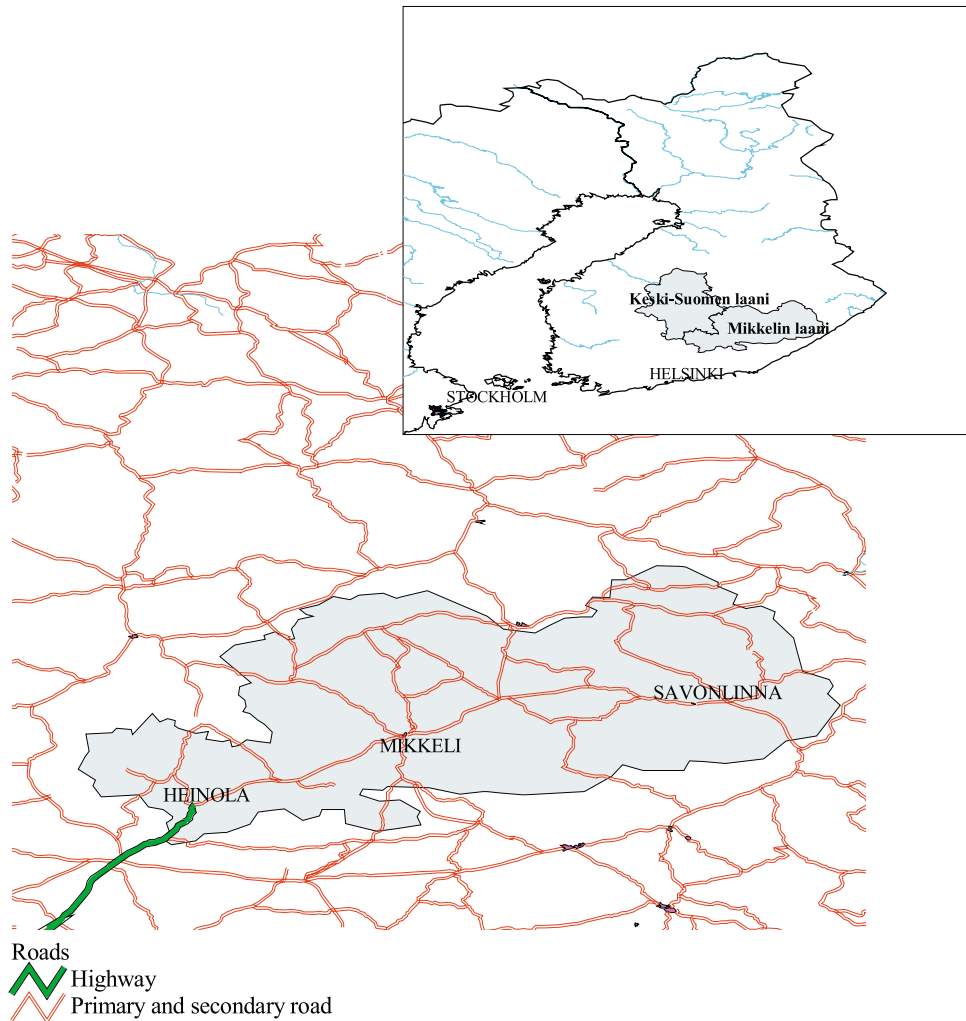 Keski-Suomen laani
Mikkelin laani
HELSINKI
STOCKHOLM
SAVONLINNA
MIKKELI
HEINOLA
Roads
Highway
Primary and secondary road